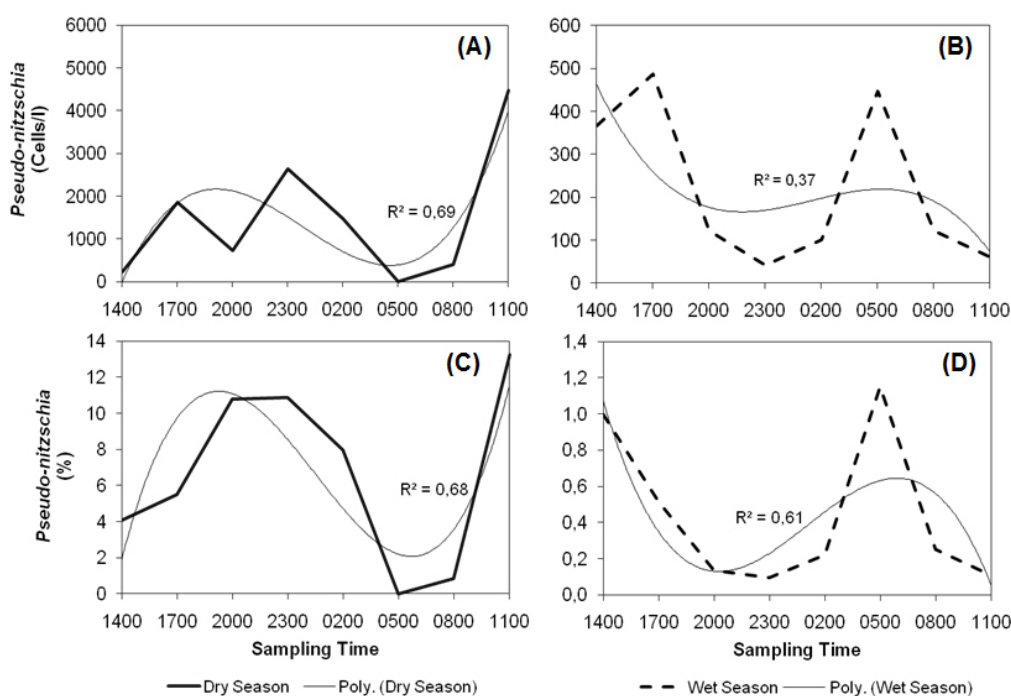 (A)
Pseudo-nitzschia
(Cells/l)
6000
5000
4000
3000
2000
1000
0
R² = 0,69
1400 1700 2000 2300 0200 0500 0800 1100
(B)
600
500
400
300
200
100
0
R² = 0,37
1400 1700 2000 2300 0200 0500 0800 1100
(C)
Pseudo-nitzschia
(%)
14
12
10
8
6
4
2
0
R² = 0,68
1400 1700 2000 2300 0200 0500 0800 1100
Sampling Time
Dry Season Poly. (Dry Season)
(D)
1,4
1,2
1,0
0,8
0,6
0,4
0,2
0,0
R² = 0,61
1400 1700 2000 2300 0200 0500 0800 1100
Sampling Time
Wet Season Poly. (Wet Season)